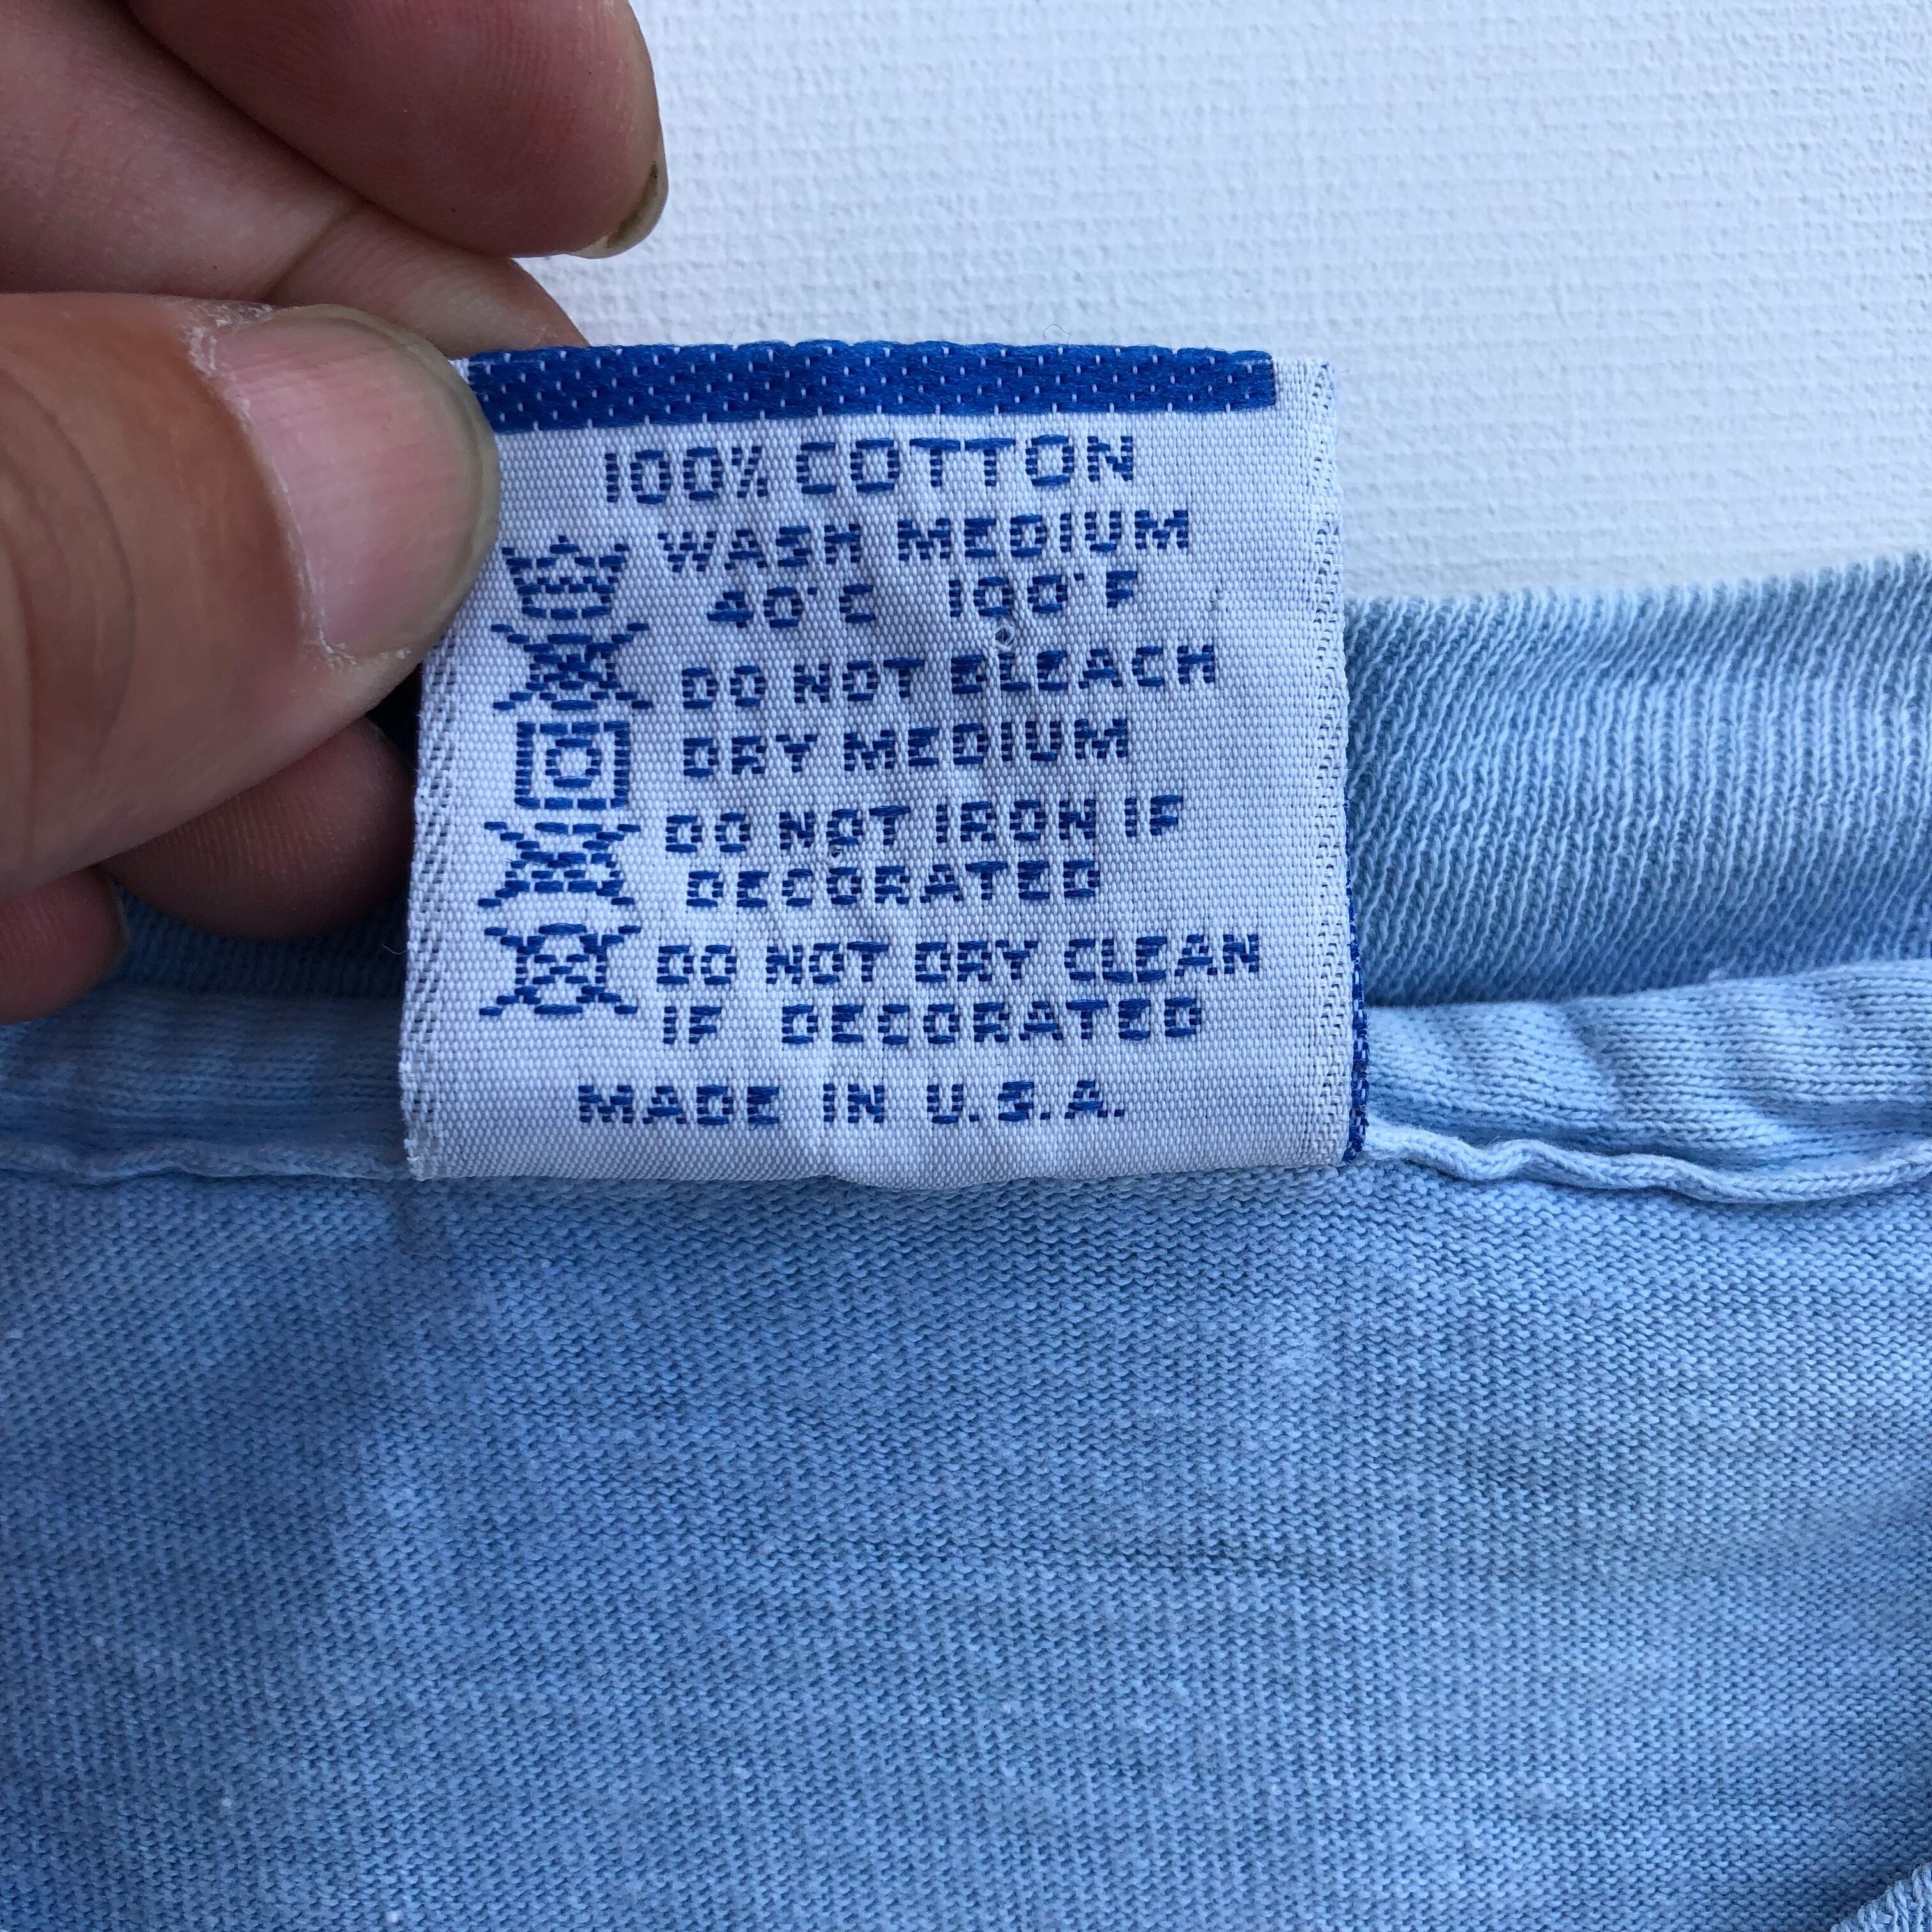 100% COTTON
WASH MEDIUM
40°C 100°F
DO NOT BLEACH
DRY MEDIUM
DO NOT IRON IF
DECORATED
DO NOT DRY CLEAN
IF DECORATED
MADE IN U.S.A.